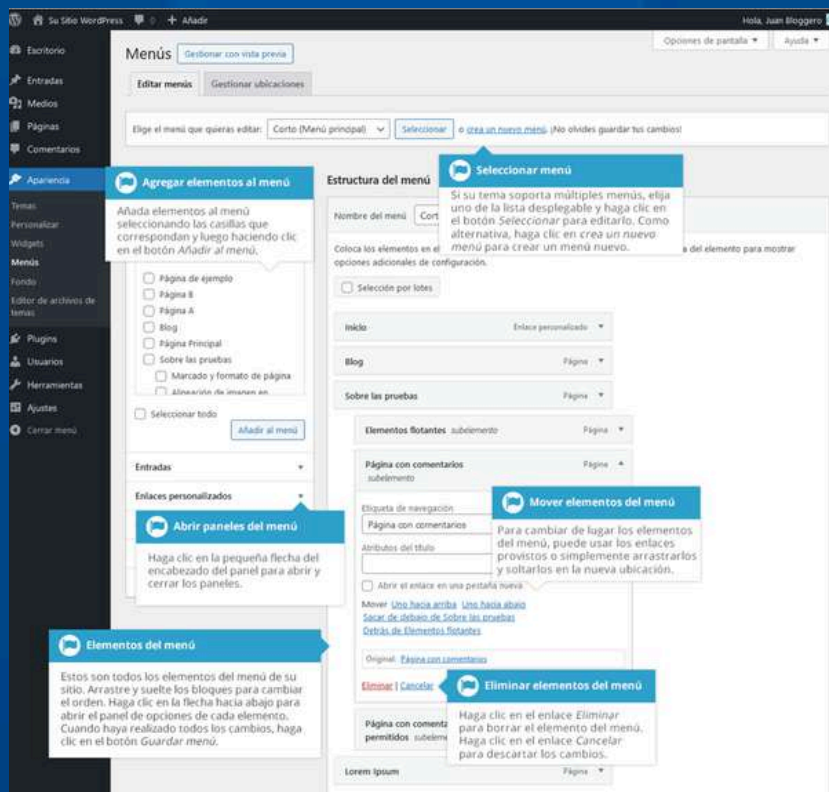 Su Sitio WordPress 0 + Añadir
Hola, Juan Bloggero
Opciones de pantalla ▼ Ayuda ▼
Escritorio
Entradas
Medios
Páginas
Comentarios
Apariencia
Temas
Personalizar
Widgets
Menús
Fondo
Editor de archivos de
temas
Plugins
Usuarios
Herramientas
Ajustes
Cerrar menú
Menús Gestionar con vista previa
Editar menús Gestionar ubicaciones
Elige el menú que quieras editar: Corto (Menú principal) Seleccionar o crea un nuevo menú. ¡No olvides guardar tus cambios!
Agregar elementos al menú
Añada elementos al menú
seleccionando las casillas que
correspondan y luego haciendo clic
en el botón Añadir al menú.
Página de ejemplo
Página B
Página A
Blog
Página Principal
Sobre las pruebas
Marcado y formato de página
Alineación de imagen en
Seleccionar todo
Añadir al menú
Entradas
Enlaces personalizados
Abrir paneles del menú
Haga clic en la pequeña flecha del
encabezado del panel para abrir y
cerrar los paneles.
Elementos del menú
Estos son todos los elementos del menú de su
sitio. Arrastre y suelte los bloques para cambiar
el orden. Haga clic en la flecha hacia abajo para
abrir el panel de opciones de cada elemento.
Cuando haya realizado todos los cambios, haga
clic en el botón Guardar menú.
Estructura del menú
Seleccionar menú
Si su tema soporta múltiples menús, elija
uno de la lista desplegable y haga clic en
el botón Seleccionar para editarlo. Como
alternativa, haga clic en crea un nuevo
menú para crear un menú nuevo.
Nombre del menú Cort
Coloca los elementos en el a del elemento para mostrar
opciones adicionales de configuración.
Selección por lotes
Inicio Enlace personalizado ▼
Blog Página ▼
Sobre las pruebas Página ▼
Elementos flotantes subelemento Página ▼
Página con comentarios Página ▲
subelemento
Etiqueta de navegación
Página con comentarios
Atributos del título
Abrir el enlace en una pestaña nueva
Mover elementos del menú
Para cambiar de lugar los elementos
del menú, puede usar los enlaces
provistos o simplemente arrastrarlos
y soltarlos en la nueva ubicación.
Mover Uno hacia arriba Uno hacia abajo
Sacar de debajo de Sobre las pruebas
Detrás de Elementos flotantes
Original: Página con comentarios
Eliminar | Cancelar
Eliminar elementos del menú
Haga clic en el enlace Eliminar
para borrar el elemento del menú.
Haga clic en el enlace Cancelar
para descartar los cambios.
Página con comenta
permitidos subeleme
Lorem Ipsum Página ▼